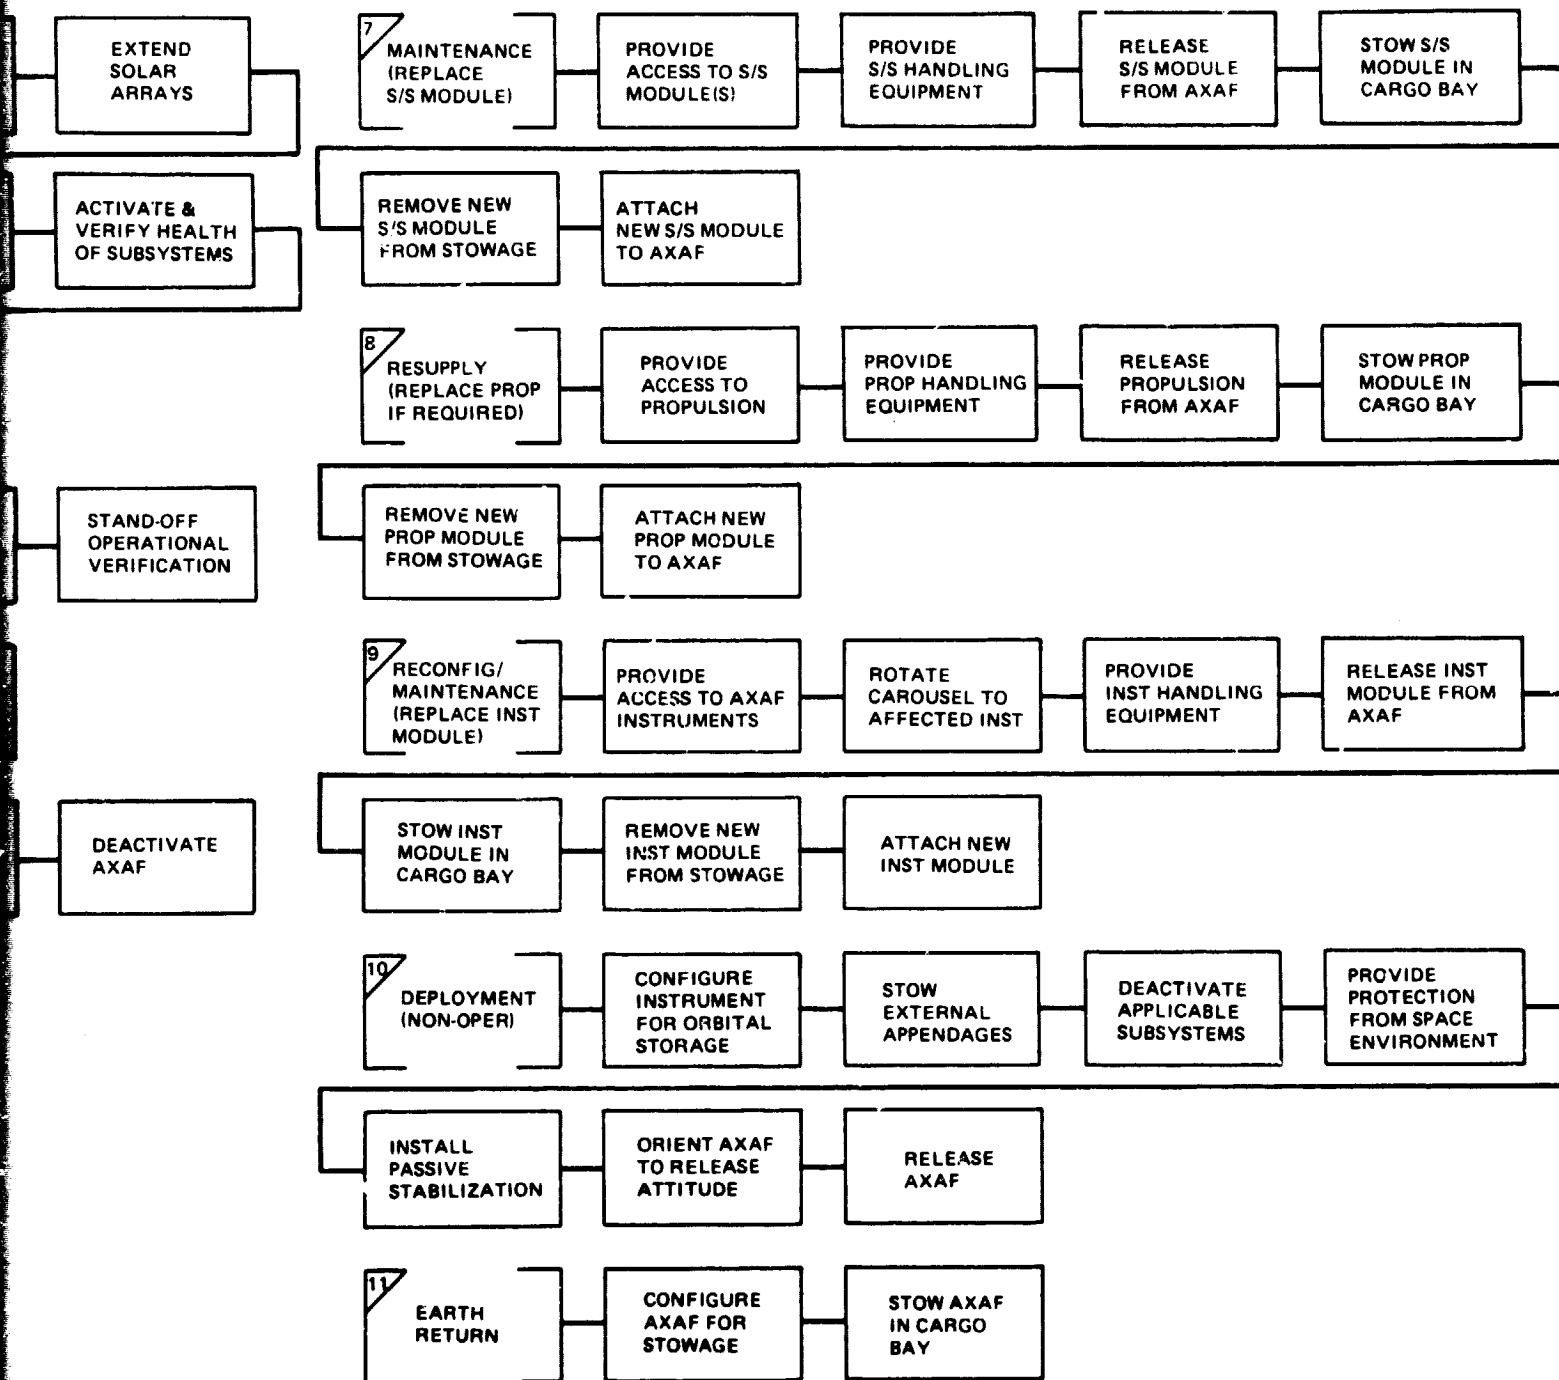 EXTEND
SOLAR
ARRAYS
7
MAINTENANCE
(REPLACE
S/S MODULE)
PROVIDE
ACCESS TO S/S
MODULE(S)
PROVIDE
S/S HANDLING
EQUIPMENT
RELEASE
S/S MODULE
FROM AXAF
STOW S/S
MODULE IN
CARGO BAY
ACTIVATE &
VERIFY HEALTH
OF SUBSYSTEMS
REMOVE NEW
S/S MODULE
FROM STOWAGE
ATTACH
NEW S/S MODULE
TO AXAF
8
RESUPPLY
(REPLACE PROP
IF REQUIRED)
PROVIDE
ACCESS TO
PROPULSION
PROVIDE
PROP HANDLING
EQUIPMENT
RELEASE
PROPULSION
FROM AXAF
STOW PROP
MODULE IN
CARGO BAY
STAND-OFF
OPERATIONAL
VERIFICATION
REMOVE NEW
PROP MODULE
FROM STOWAGE
ATTACH NEW
PROP MODULE
TO AXAF
9
RECONFIG/
MAINTENANCE
(REPLACE INST
MODULE)
PROVIDE
ACCESS TO AXAF
INSTRUMENTS
ROTATE
CAROUSEL TO
AFFECTED INST
PROVIDE
INST HANDLING
EQUIPMENT
RELEASE INST
MODULE FROM
AXAF
DEACTIVATE
AXAF
STOW INST
MODULE IN
CARGO BAY
REMOVE NEW
INST MODULE
FROM STOWAGE
ATTACH NEW
INST MODULE
10
DEPLOYMENT
(NON-OPER)
CONFIGURE
INSTRUMENT
FOR ORBITAL
STORAGE
STOW
EXTERNAL
APPENDAGES
DEACTIVATE
APPLICABLE
SUBSYSTEMS
PROVIDE
PROTECTION
FROM SPACE
ENVIRONMENT
INSTALL
PASSIVE
STABILIZATION
ORIENT AXAF
TO RELEASE
ATTITUDE
RELEASE
AXAF
11
EARTH
RETURN
CONFIGURE
AXAF FOR
STOWAGE
STOW AXAF
IN CARGO
BAY